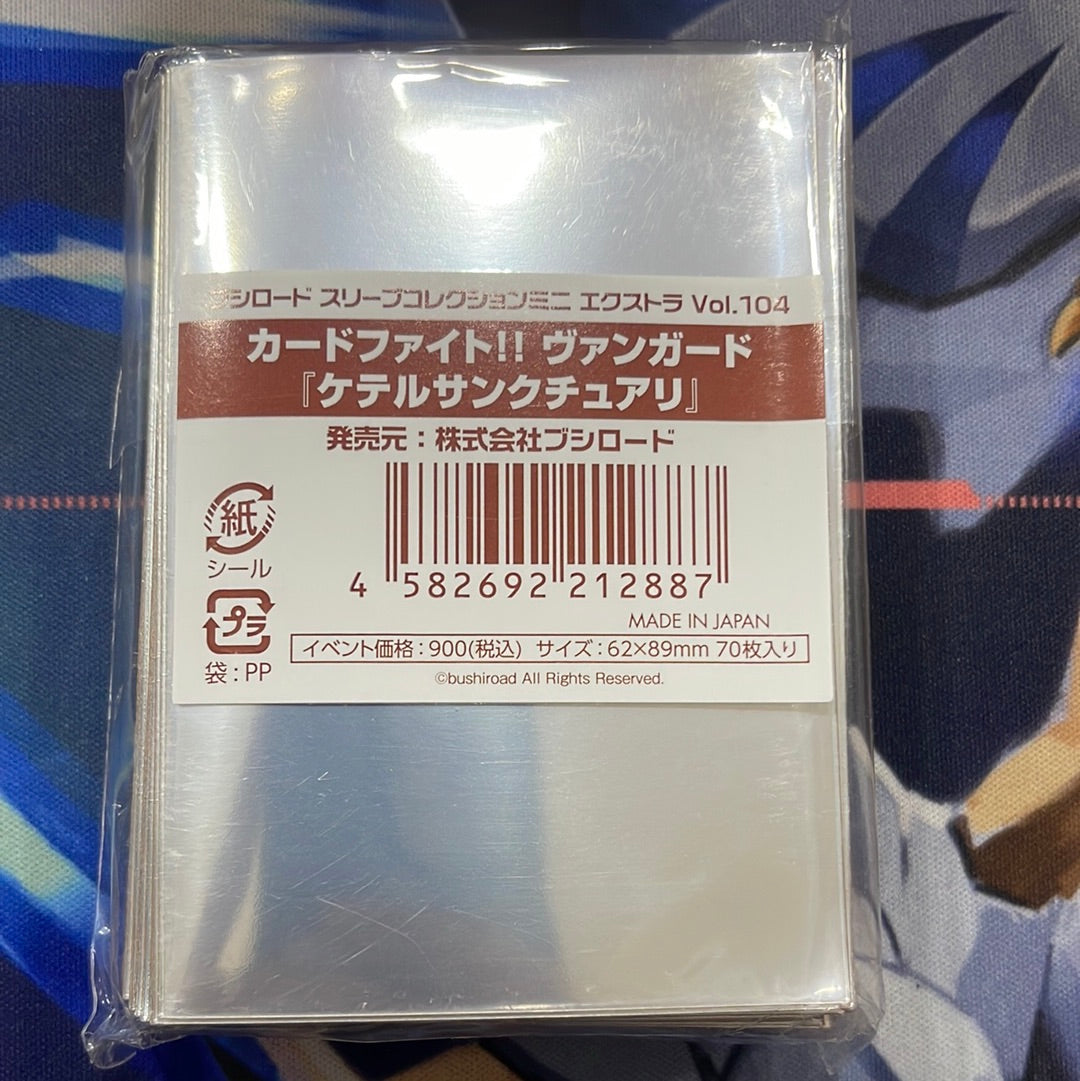 ブシロード スリーブコレクションミニ エクストラ Vol.104
カードファイト!! ヴァンガード
『ケテルサンクチュアリ』
発売元：株式会社ブシロード
紙
シール
プラ
袋：PP
4 582692 212887
MADE IN JAPAN
イベント価格：900(税込) サイズ：62×89mm 70枚入り
©bushiroad All Rights Reserved.